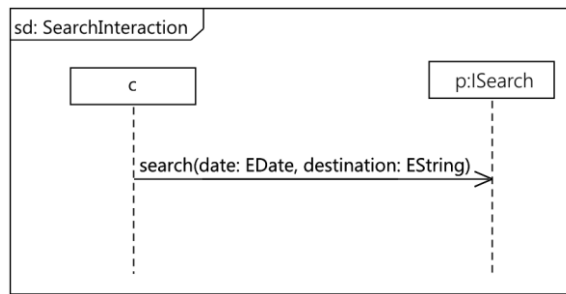 sd: SearchInteraction
c
p:ISearch
search(date: EDate, destination: EString)